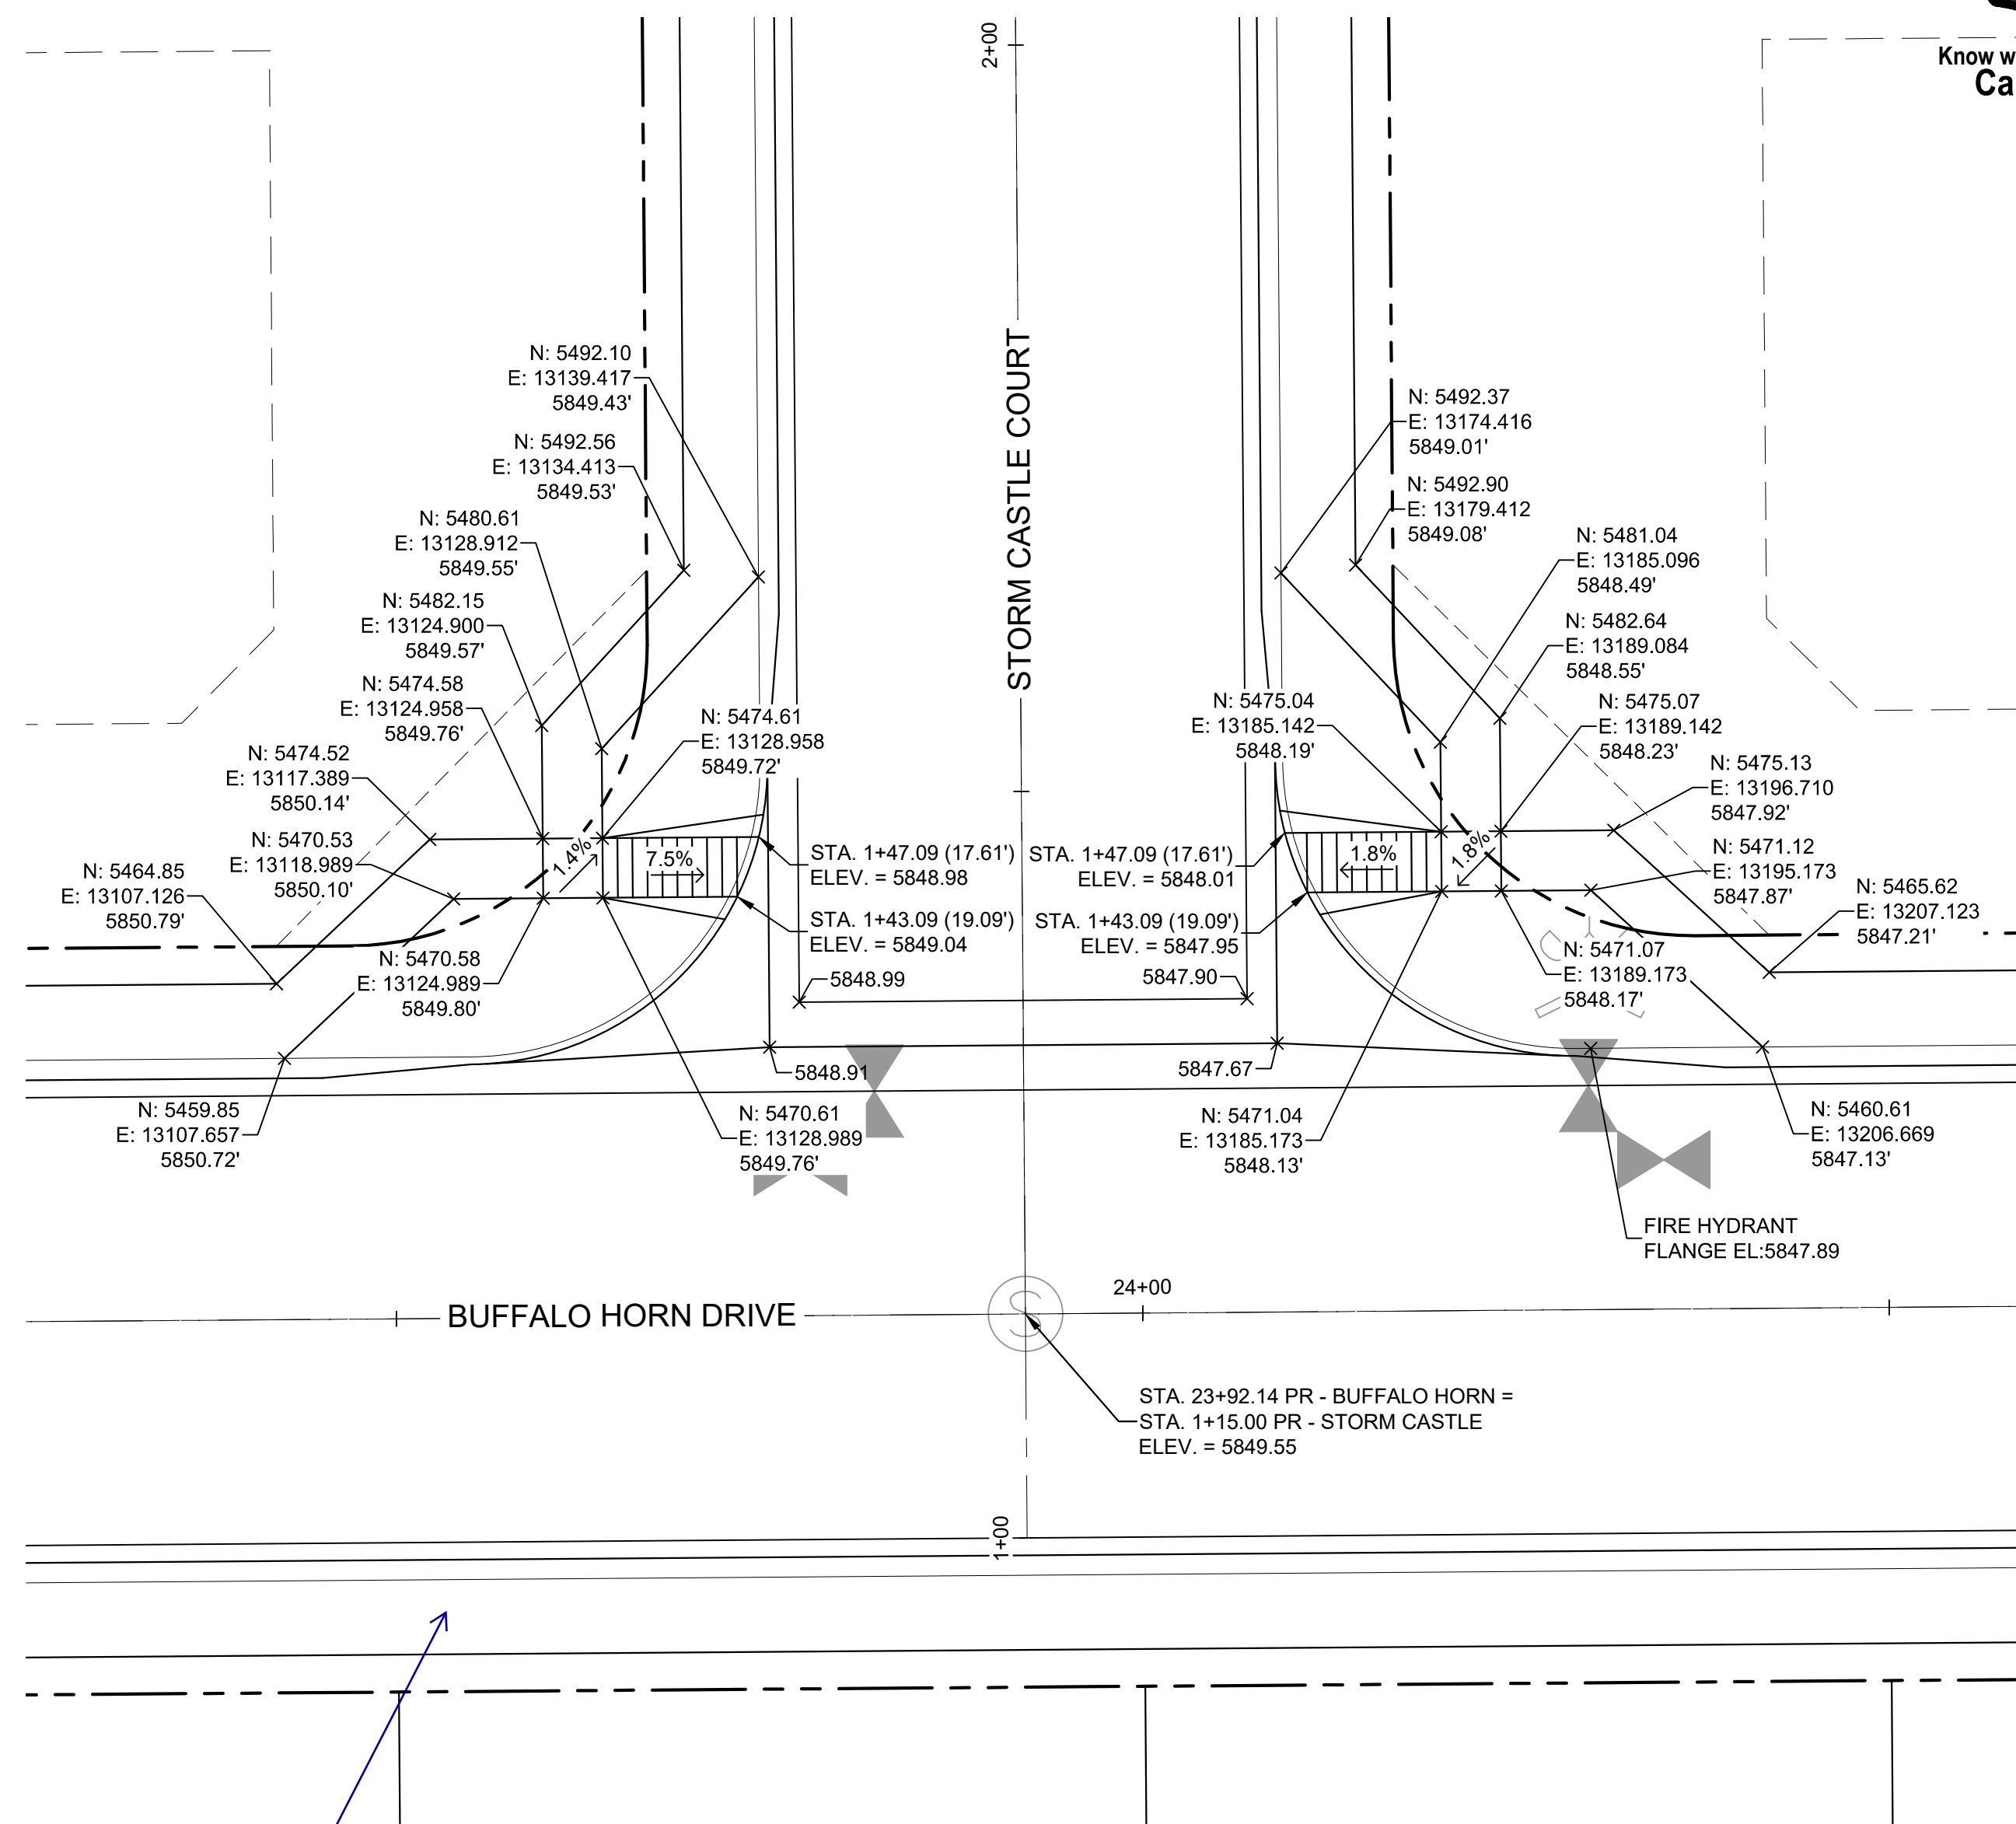 2+00
Know w
Ca
N: 5492.10
E: 13139.417
5849.43'
N: 5492.56
E: 13134.413
5849.53'
N: 5480.61
E: 13128.912
5849.55'
N: 5482.15
E: 13124.900
5849.57'
N: 5474.58
E: 13124.958
5849.76'
N: 5474.52
E: 13117.389
5850.14'
N: 5470.53
E: 13118.989
5850.10'
N: 5464.85
E: 13107.126
5850.79'
N: 5474.61
E: 13128.958
5849.72'
1.4%
7.5%
N: 5470.58
E: 13124.989
5849.80'
N: 5459.85
E: 13107.657
5850.72'
N: 5470.61
E: 13128.989
5849.76'
STA. 1+47.09 (17.61')
ELEV. = 5848.98
STA. 1+43.09 (19.09')
ELEV. = 5849.04
5848.99
5848.91
STORM CASTLE COURT
N: 5492.37
E: 13174.416
5849.01'
N: 5492.90
E: 13179.412
5849.08'
N: 5481.04
E: 13185.096
5848.49'
N: 5482.64
E: 13189.084
5848.55'
N: 5475.04
E: 13185.142
5848.19'
N: 5475.07
E: 13189.142
5848.23'
N: 5475.13
E: 13196.710
5847.92'
N: 5471.12
E: 13195.173
5847.87'
N: 5465.62
E: 13207.123
5847.21'
STA. 1+47.09 (17.61')
ELEV. = 5848.01
STA. 1+43.09 (19.09')
ELEV. = 5847.95
1.8%
1.8%
5847.90
5847.67
N: 5471.07
E: 13189.173
5848.17'
N: 5471.04
E: 13185.173
5848.13'
N: 5460.61
E: 13206.669
5847.13'
FIRE HYDRANT
FLANGE EL:5847.89
BUFFALO HORN DRIVE
S
24+00
STA. 23+92.14 PR - BUFFALO HORN =
STA. 1+15.00 PR - STORM CASTLE
ELEV. = 5849.55
1+00